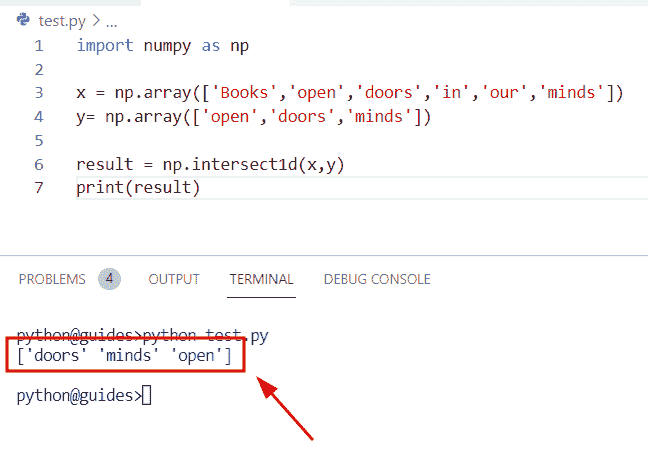 test.py > ...
1 import numpy as np
2
3 x = np.array(['Books','open','doors','in','our','minds'])
4 y= np.array(['open','doors','minds'])
5
6 result = np.intersect1d(x,y)
7 print(result)
PROBLEMS 4 OUTPUT TERMINAL DEBUG CONSOLE
python@guides>python test.py
['doors' 'minds' 'open']
python@guides>